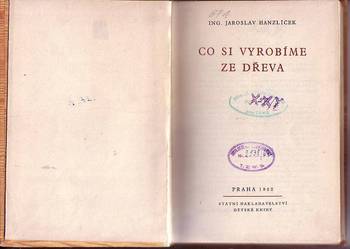 ING. JAROSLAV HANZLÍČEK
CO SI VYROBÍME
ZE DŘEVA
PRAHA 1952
STÁTNÍ NAKLADATELSTVÍ
DĚTSKÉ KNIHY